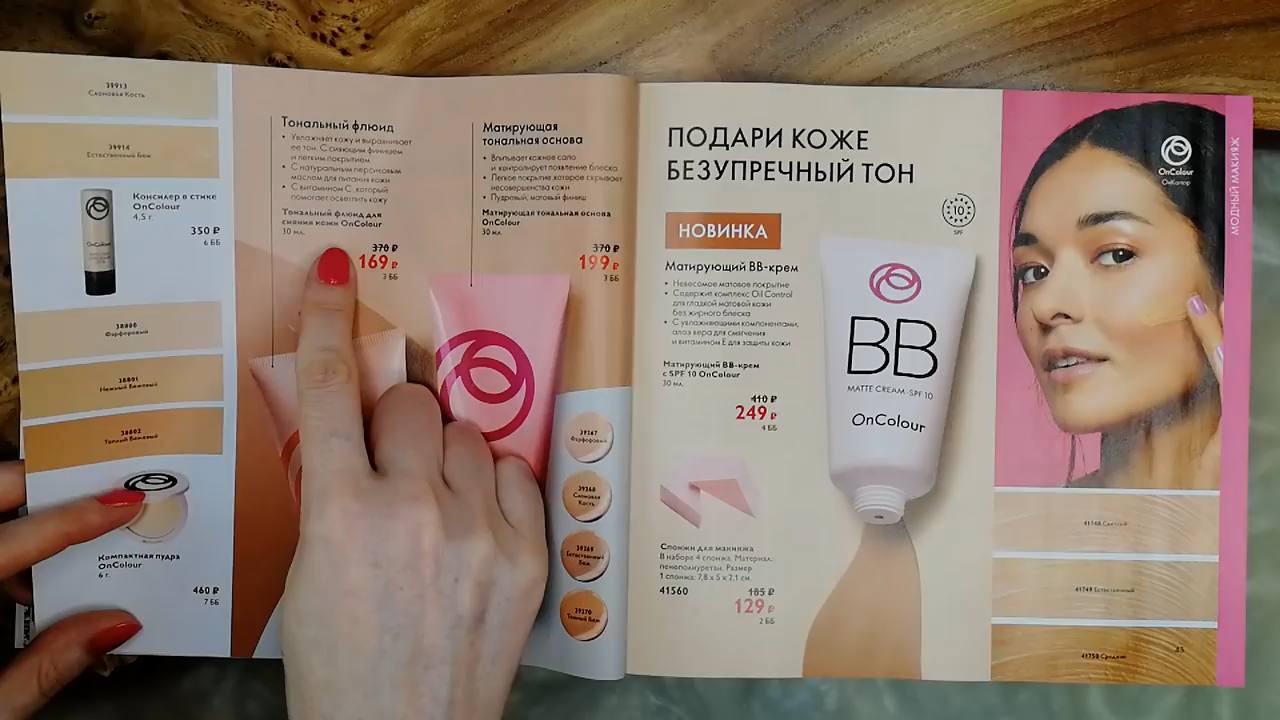 39913
Слоновая Кость
39914
Естественный Беж
Консилер в стике
OnColour
4,5 г.
350 ₽
6 ББ
OnColour
38800
Фарфоровый
38801
Нежный Бежевый
38802
Теплый Бежевый
Компактная пудра
OnColour
6 г.
460 ₽
7 ББ
Тональный флюид
• Увлажняет кожу и выравнивает
ее тон. С сияющим финишем
и легким покрытием
• С натуральным персиковым
маслом для питания кожи
• С витамином С, который
помогает осветлить кожу
Тональный флюид для
сияния кожи OnColour
30 мл.
370 ₽
169 ₽
3 ББ
Матирующая
тональная основа
• Впитывает кожное сало
и контролирует появление блеска
• Легкое покрытие, которое скрывает
несовершенства кожи
• Пудровый, матовый финиш
Матирующая тональная основа
OnColour
30 мл.
370 ₽
199 ₽
3 ББ
39267
Фарфоровый
39268
Слоновая
Кость
39269
Естественный
Беж
39270
Темный Беж
ПОДАРИ КОЖЕ
БЕЗУПРЕЧНЫЙ ТОН
НОВИНКА
10
SPF
Матирующий BB-крем
• Невесомое матовое покрытие
• Содержит комплекс Oil Control
для гладкой матовой кожи
без жирного блеска
• С увлажняющими компонентами,
алоэ вера для смягчения
и витамином Е для защиты кожи
Матирующий BB-крем
с SPF 10 OnColour
30 мл.
410 ₽
249 ₽
4 ББ
BB
MATTE CREAM-SPF 10
OnColour
Спонжи для макияжа
В наборе 4 спонжа. Материал:
пенополиуретан. Размер
1 спонжа: 7,8 х 5 х 2,1 см.
41560
185 ₽
129 ₽
2 ББ
OnColour
ОнКолор
МОДНЫЙ МАКИЯЖ
41748 Светлый
41749 Естественный
41750 Средний
45